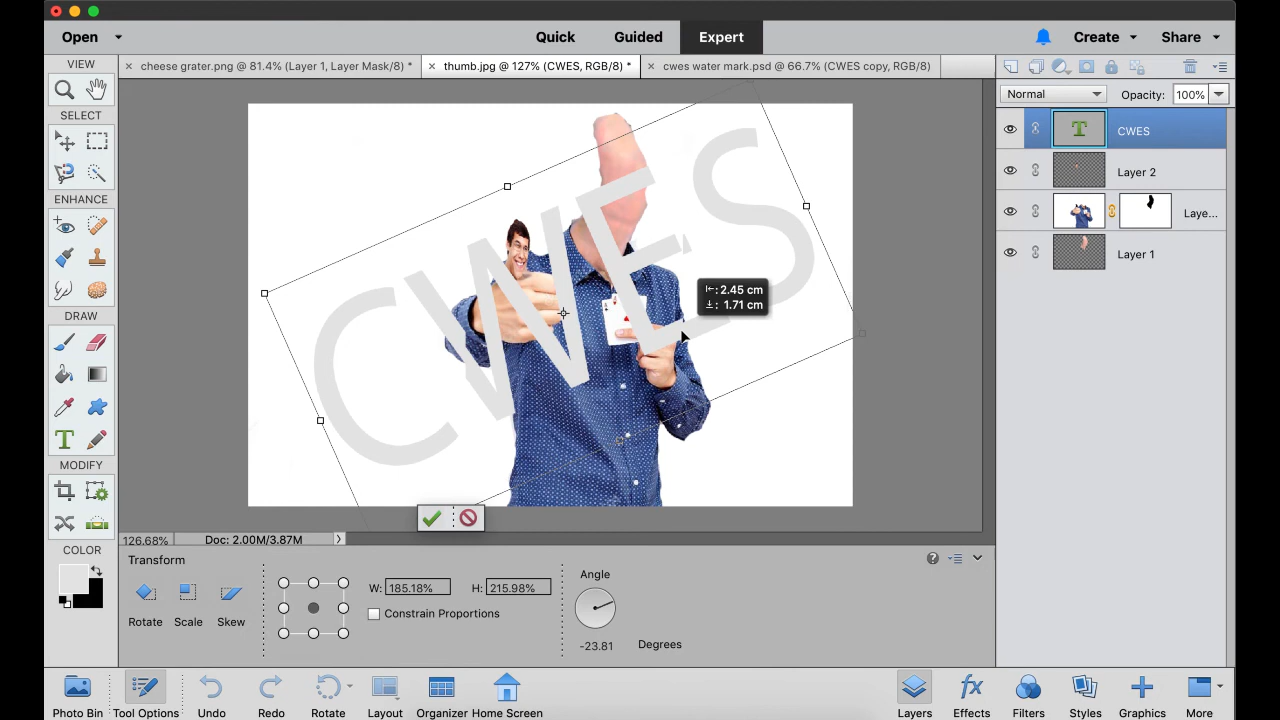 Open
Quick
Guided
Expert
Create
Share
VIEW
× cheese grater.png @ 81.4% (Layer 1, Layer Mask/8) *
× thumb.jpg @ 127% (CWES, RGB/8) *
× cwes water mark.psd @ 66.7% (CWES copy, RGB/8)
Normal
Opacity: 100%
SELECT
ENHANCE
DRAW
MODIFY
COLOR
CWES
2.45 cm
1.71 cm
CWES
Layer 2
Laye...
Layer 1
126.68%
Doc: 2.00M/3.87M
Transform
Rotate
Scale
Skew
W: 185.18%
H: 215.98%
Constrain Proportions
Angle
-23.81
Degrees
Photo Bin
Tool Options
Undo
Redo
Rotate
Layout
Organizer
Home Screen
Layers
Effects
Filters
Styles
Graphics
More